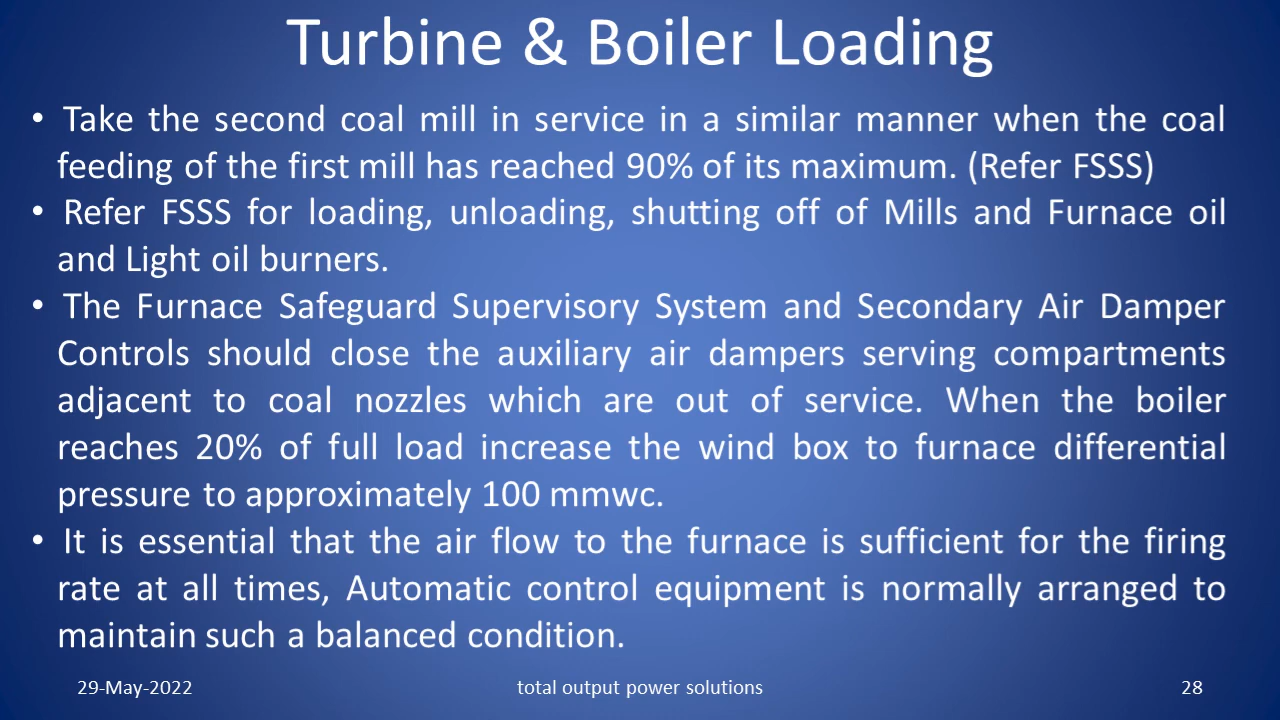 Turbine & Boiler Loading
• Take the second coal mill in service in a similar manner when the coal
feeding of the first mill has reached 90% of its maximum. (Refer FSSS)
• Refer FSSS for loading, unloading, shutting off of Mills and Furnace oil
and Light oil burners.
• The Furnace Safeguard Supervisory System and Secondary Air Damper
Controls should close the auxiliary air dampers serving compartments
adjacent to coal nozzles which are out of service. When the boiler
reaches 20% of full load increase the wind box to furnace differential
pressure to approximately 100 mmwc.
• It is essential that the air flow to the furnace is sufficient for the firing
rate at all times, Automatic control equipment is normally arranged to
maintain such a balanced condition.
29-May-2022
total output power solutions
28